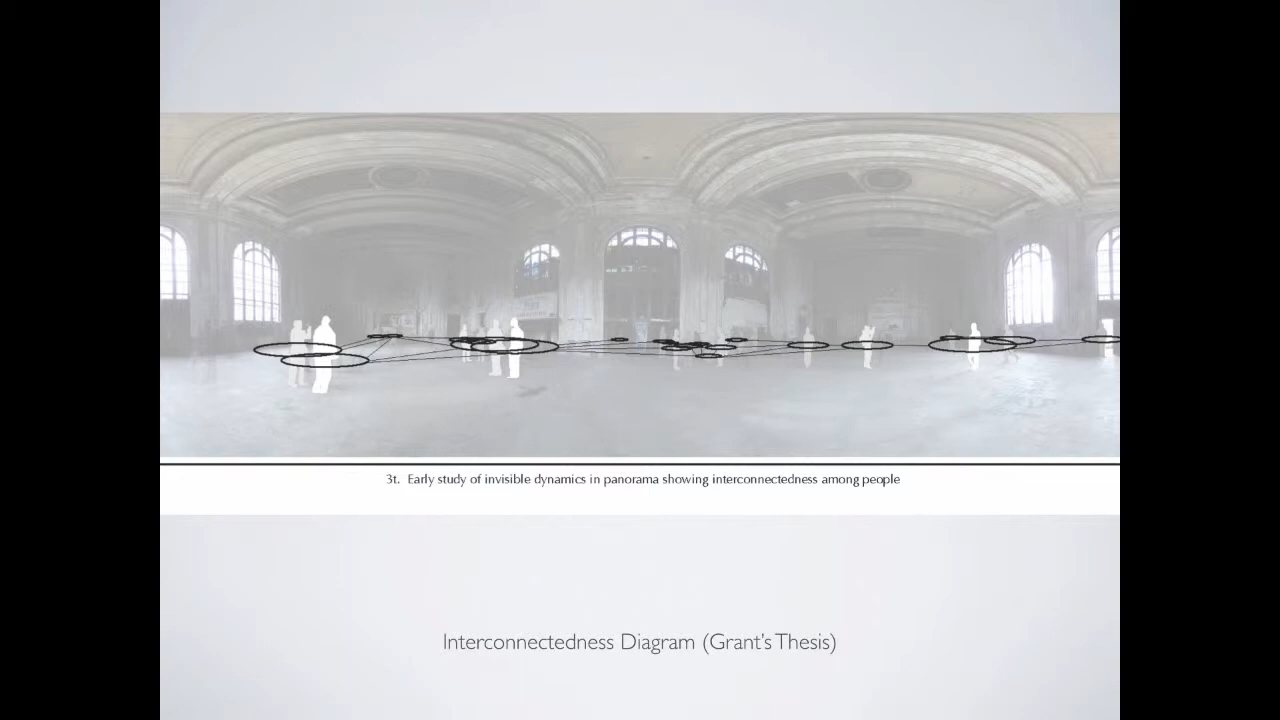 3t. Early study of invisible dynamics in panorama showing interconnectedness among people
Interconnectedness Diagram (Grant's Thesis)